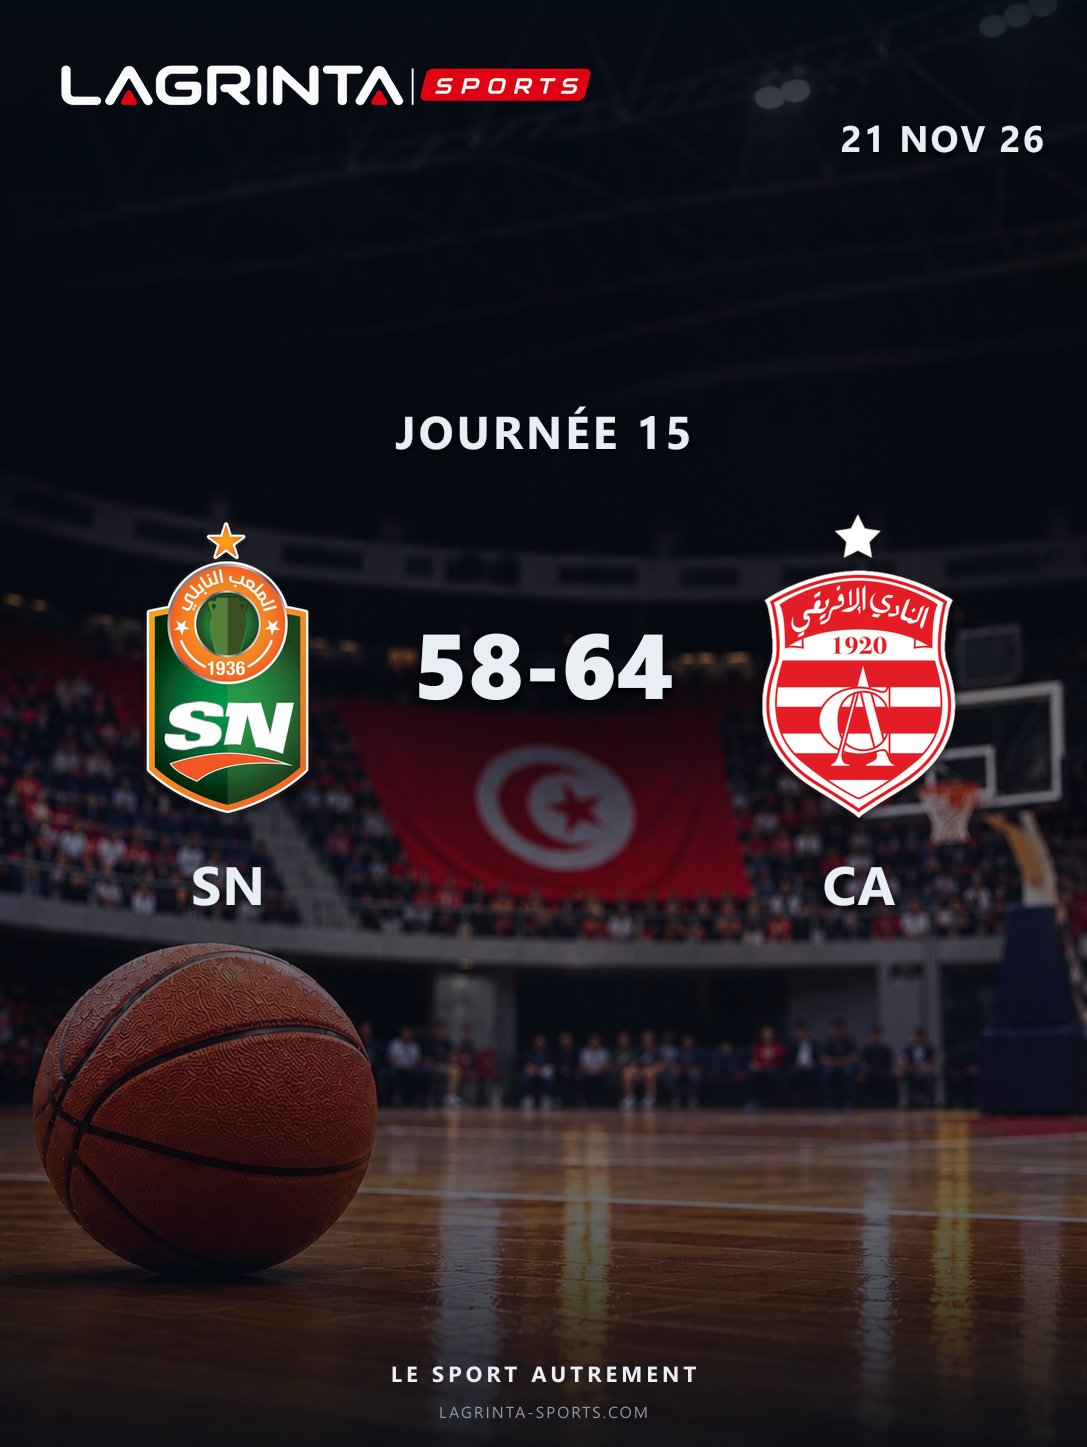 LAGRINTA SPORTS
21 NOV 26
JOURNÉE 15
الملعب النابلي
1936
SN
58-64
النادي الافريقي
1920
CA
SN
CA
LE SPORT AUTREMENT
LAGRINTA-SPORTS.COM